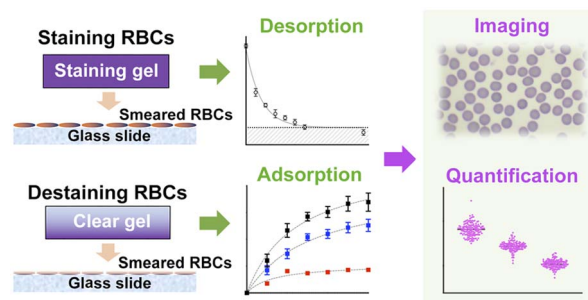 Staining RBCs
Staining gel
Smeared RBCs
Glass slide
Desorption
Imaging
Destaining RBCs
Clear gel
Smeared RBCs
Glass slide
Adsorption
Quantification